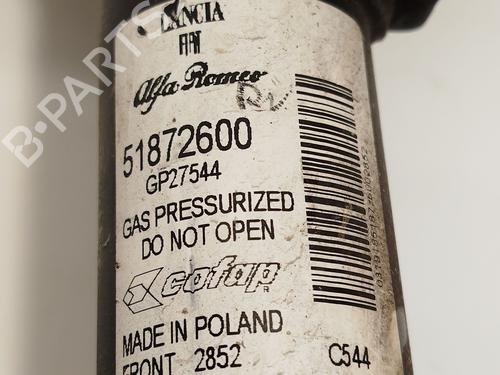 LANCIA
FIAT
Alfa Romeo
51872600
GP27544
GAS PRESSURIZED
DO NOT OPEN
cofap
MADE IN POLAND
FRONT 2852 C544
B-PARTS